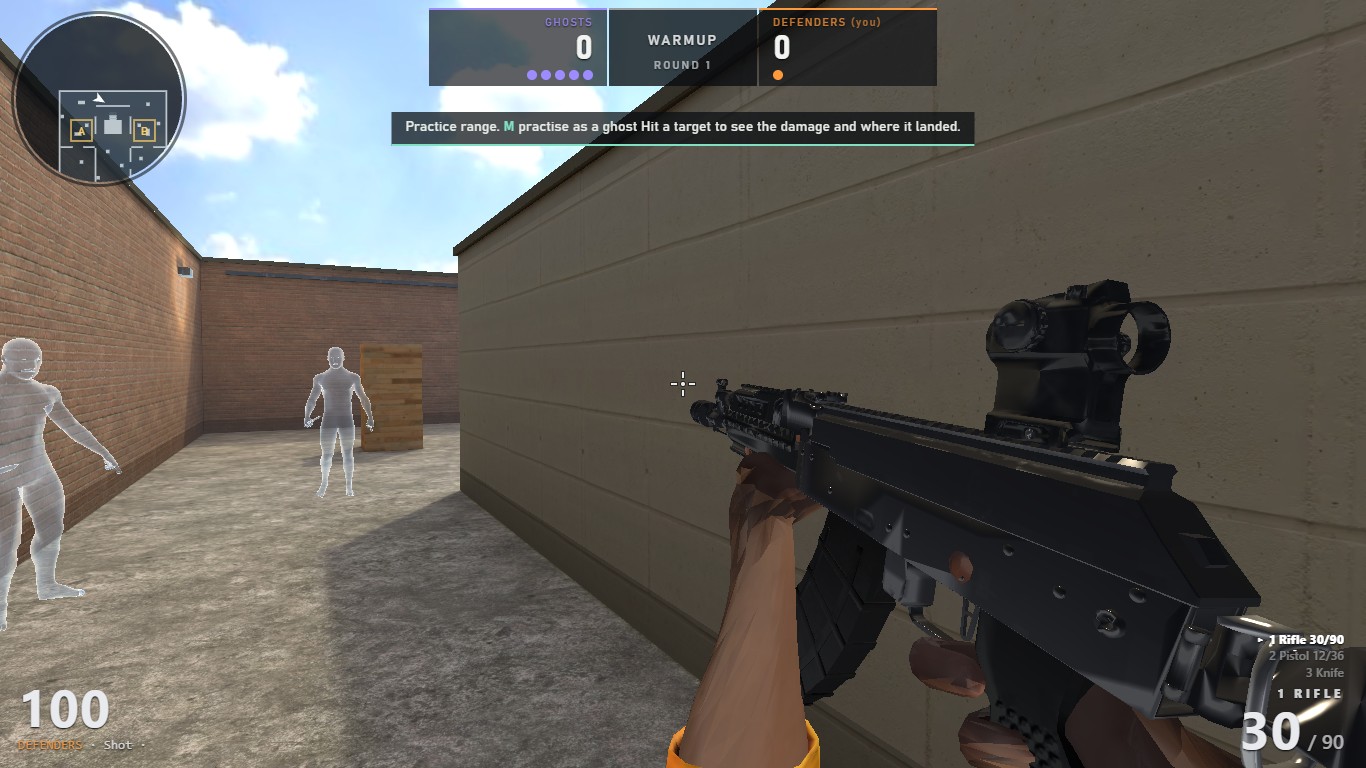 GHOSTS
0
WARMUP
ROUND 1
DEFENDERS (you)
0
Practice range. M practise as a ghost Hit a target to see the damage and where it landed.
A
B
1 Rifle 30/90
2 Pistol 12/36
3 Knife
1 RIFLE
30 / 90
100
DEFENDERS · Shot ·